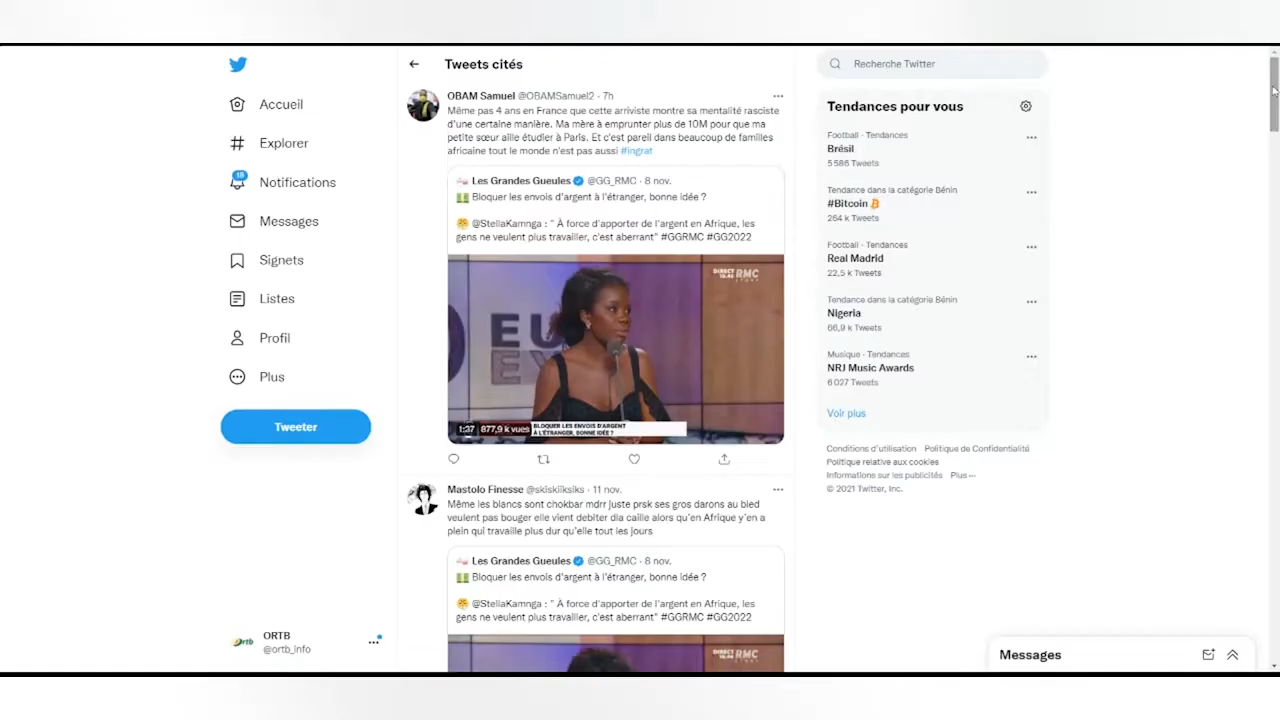 Accueil
Explorer
18
Notifications
Messages
Signets
Listes
Profil
Plus
Tweeter
ORTB
@ortb_info
Tweets cités
OBAM Samuel @OBAMSamuel2 · 7h
Même pas 4 ans en France que cette arriviste montre sa mentalité rasciste
d'une certaine manière. Ma mère à emprunter plus de 10M pour que ma
petite sœur aille étudier à Paris. Et c'est pareil dans beaucoup de familles
africaine tout le monde n'est pas aussi #ingrat
Les Grandes Gueules @GG_RMC · 8 nov.
Bloquer les envois d'argent à l'étranger, bonne idée ?
@StellaKamnga : " À force d'apporter de l'argent en Afrique, les
gens ne veulent plus travailler, c'est aberrant" #GGRMC #GG2022
DIRECT RMC
STORY
EU
1:37 877,9 k vues
BLOQUER LES ENVOIS D'ARGENT
À L'ÉTRANGER, BONNE IDÉE ?
Mastolo Finesse @skiskiiksiks · 11 nov.
Même les blancs sont chokbar mdrr juste prsk ses gros darons au bled
veulent pas bouger elle vient debiter dla caille alors qu'en Afrique y'en a
plein qui travaille plus dur qu'elle tout les jours
Les Grandes Gueules @GG_RMC · 8 nov.
Bloquer les envois d'argent à l'étranger, bonne idée ?
@StellaKamnga : " À force d'apporter de l'argent en Afrique, les
gens ne veulent plus travailler, c'est aberrant" #GGRMC #GG2022
DIRECT RMC
STORY
Recherche Twitter
Tendances pour vous
Football · Tendances
Brésil
5 586 Tweets
Tendance dans la catégorie Bénin
#Bitcoin
264 k Tweets
Football · Tendances
Real Madrid
22,5 k Tweets
Tendance dans la catégorie Bénin
Nigeria
66,9 k Tweets
Musique · Tendances
NRJ Music Awards
6 027 Tweets
Voir plus
Conditions d'utilisation Politique de Confidentialité
Politique relative aux cookies
Informations sur les publicités Plus ···
© 2021 Twitter, Inc.
Messages